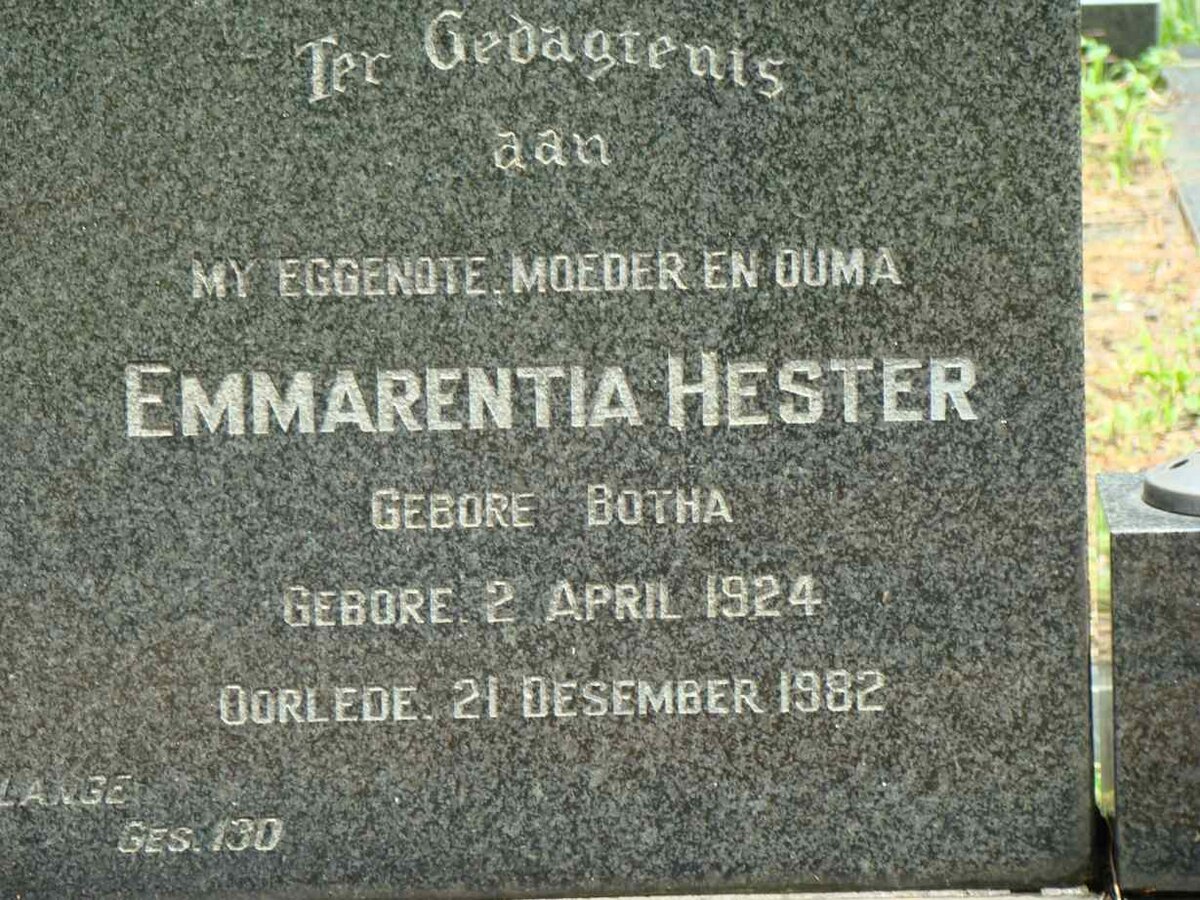 Ter Gedagtenis
aan
MY EGGENOTE. MOEDER EN OUMA
EMMARENTIA HESTER
GEBORE BOTHA
GEBORE. 2 APRIL 1924
OORLEDE. 21 DESEMBER 1982
LANGE
GES. 130